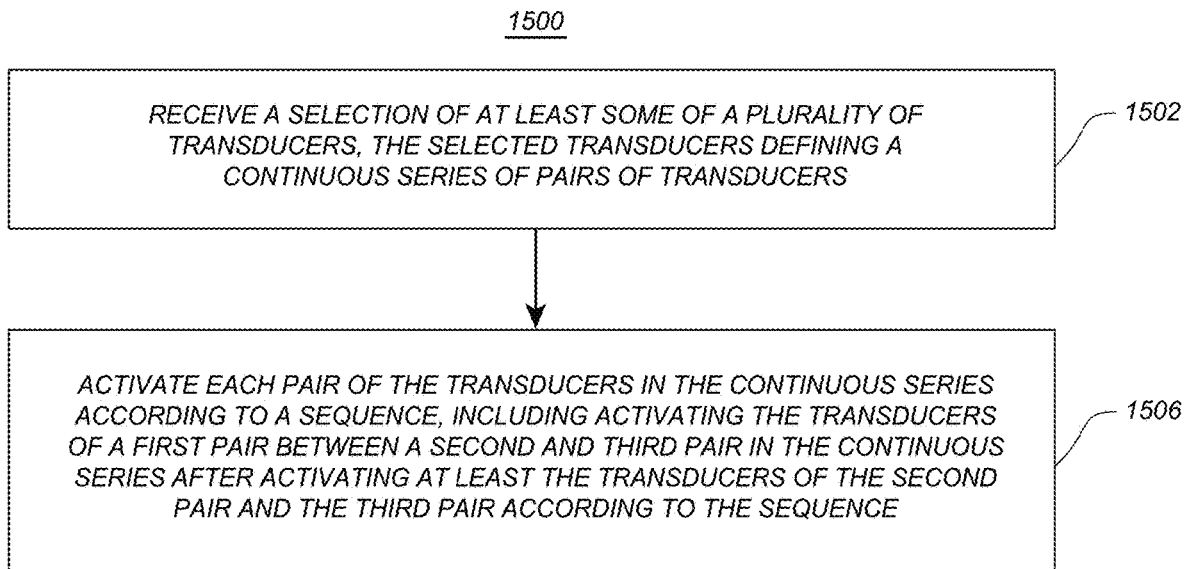 1500
RECEIVE A SELECTION OF AT LEAST SOME OF A PLURALITY OF
TRANSDUCERS, THE SELECTED TRANSDUCERS DEFINING A
CONTINUOUS SERIES OF PAIRS OF TRANSDUCERS
1502
ACTIVATE EACH PAIR OF THE TRANSDUCERS IN THE CONTINUOUS SERIES
ACCORDING TO A SEQUENCE, INCLUDING ACTIVATING THE TRANSDUCERS
OF A FIRST PAIR BETWEEN A SECOND AND THIRD PAIR IN THE CONTINUOUS
SERIES AFTER ACTIVATING AT LEAST THE TRANSDUCERS OF THE SECOND
PAIR AND THE THIRD PAIR ACCORDING TO THE SEQUENCE
1506